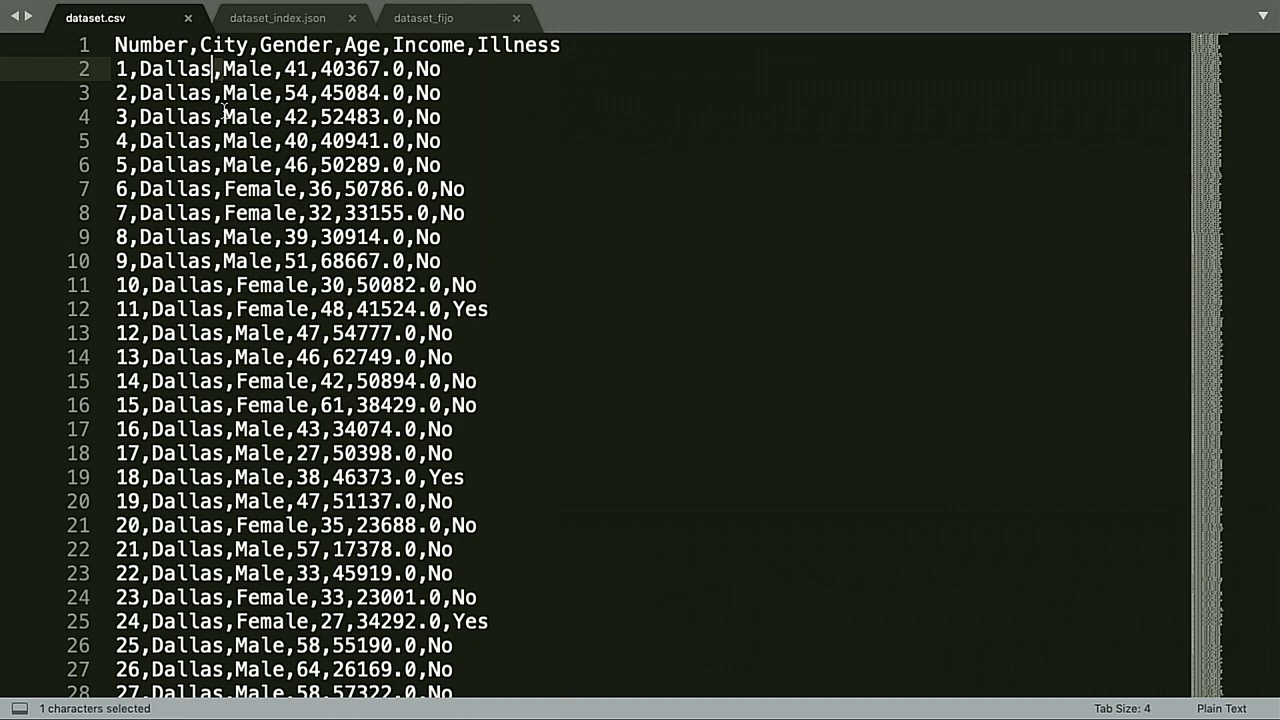 dataset.csv × dataset_index.json × dataset_fijo ×
1 Number,City,Gender,Age,Income,Illness
2 1,Dallas,Male,41,40367.0,No
3 2,Dallas,Male,54,45084.0,No
4 3,Dallas,Male,42,52483.0,No
5 4,Dallas,Male,40,40941.0,No
6 5,Dallas,Male,46,50289.0,No
7 6,Dallas,Female,36,50786.0,No
8 7,Dallas,Female,32,33155.0,No
9 8,Dallas,Male,39,30914.0,No
10 9,Dallas,Male,51,68667.0,No
11 10,Dallas,Female,30,50082.0,No
12 11,Dallas,Female,48,41524.0,Yes
13 12,Dallas,Male,47,54777.0,No
14 13,Dallas,Male,46,62749.0,No
15 14,Dallas,Female,42,50894.0,No
16 15,Dallas,Female,61,38429.0,No
17 16,Dallas,Male,43,34074.0,No
18 17,Dallas,Male,27,50398.0,No
19 18,Dallas,Male,38,46373.0,Yes
20 19,Dallas,Male,47,51137.0,No
21 20,Dallas,Female,35,23688.0,No
22 21,Dallas,Male,57,17378.0,No
23 22,Dallas,Male,33,45919.0,No
24 23,Dallas,Female,33,23001.0,No
25 24,Dallas,Female,27,34292.0,Yes
26 25,Dallas,Male,58,55190.0,No
27 26,Dallas,Male,64,26169.0,No
28 27,Dallas,Male,58,57322.0,No
1 characters selected Tab Size: 4 Plain Text